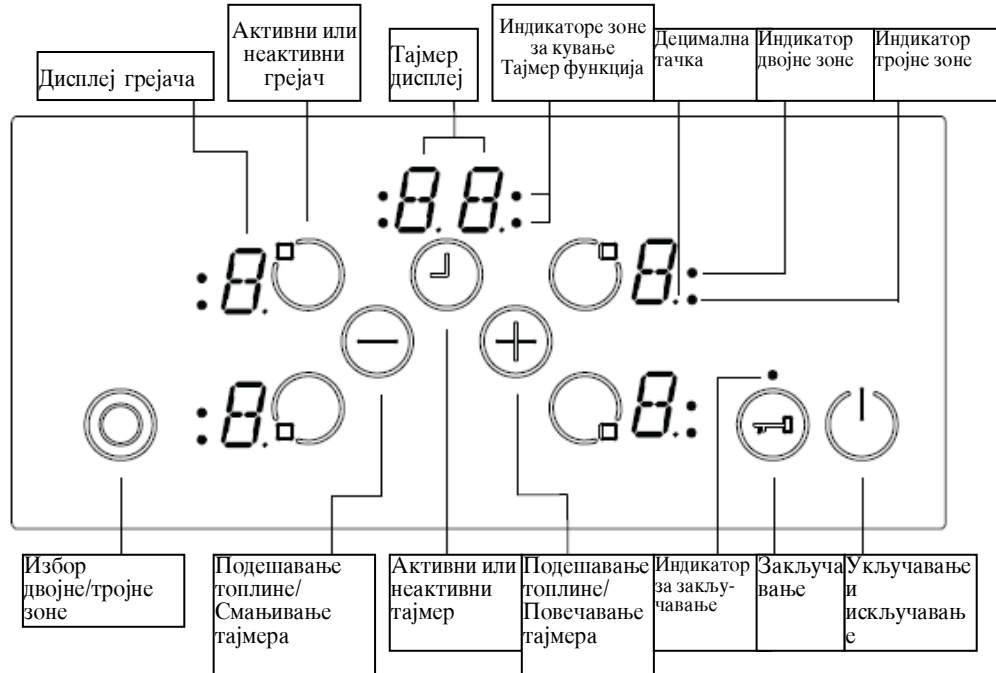 Дисплеј грејача
Активни или
неактивни
грејач
Тајмер
дисплеј
Индикаторе зоне
за кување
Тајмер функција
Децимална
тачка
Индикатор
двојне зоне
Индикатор
тројне зоне
Избор
двојне/тројне
зоне
Подешавање
топлине/
Смањивање
тајмера
Активни или
неактивни
тајмер
Подешавање
топлине/
Повечавање
тајмера
Индикатор
за закљу-
чавање
Закључа
вање
Укључавање
и
искључавањ
е